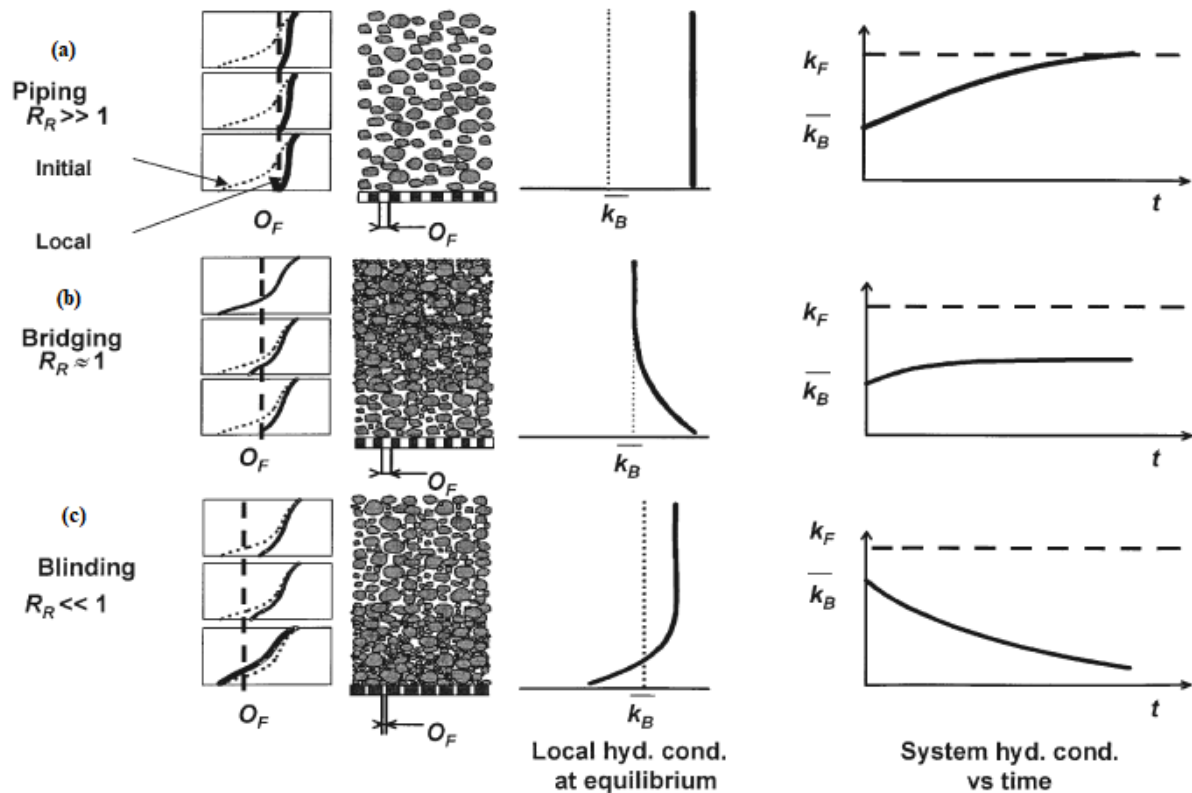 (a)
Piping
R_R >> 1
Initial
Local
O_F
O_F
k_B
k_F
k_B
t
(b)
Bridging
R_R ≈ 1
O_F
O_F
k_B
k_F
k_B
t
(c)
Blinding
R_R << 1
O_F
O_F
k_B
k_F
k_B
t
Local hyd. cond.
at equilibrium
System hyd. cond.
vs time